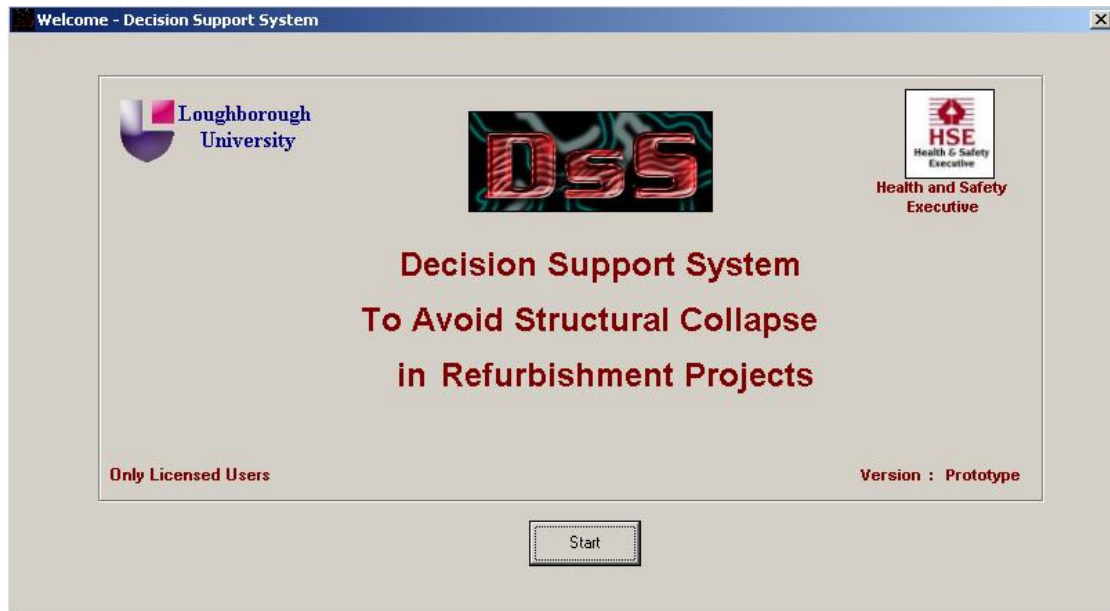 Welcome - Decision Support System
Loughborough
University
DsS
HSE
Health & Safety
Executive
Health and Safety
Executive
Decision Support System
To Avoid Structural Collapse
in Refurbishment Projects
Only Licensed Users
Version : Prototype
Start